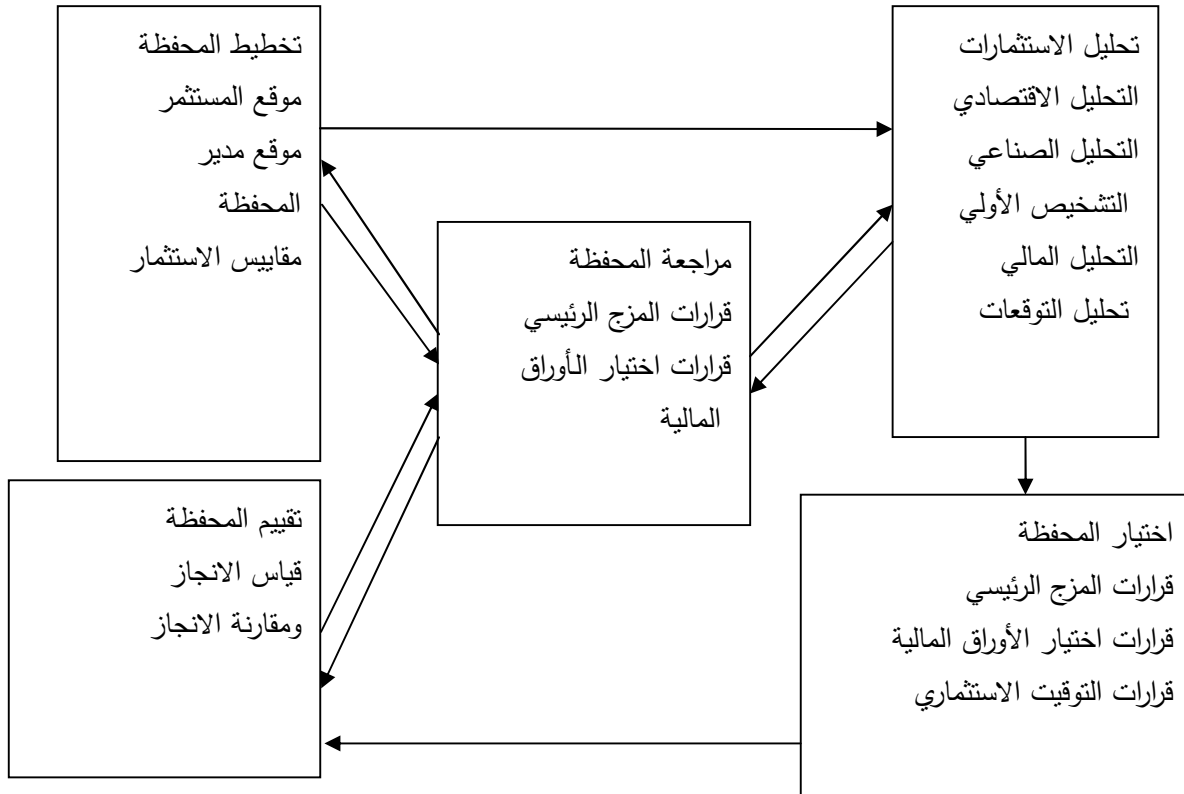 تخطيط المحفظة
موقع المستثمر
موقع مدير
المحفظة
مقاييس الاستثمار
تحليل الاستثمارات
التحليل الاقتصادي
التحليل الصناعي
التشخيص الأولي
التحليل المالي
تحليل التوقعات
مراجعة المحفظة
قرارات المزج الرئيسي
قرارات اختيار الأوراق
المالية
تقييم المحفظة
قياس الانجاز
ومقارنة الانجاز
اختيار المحفظة
قرارات المزج الرئيسي
قرارات اختيار الأوراق المالية
قرارات التوقيت الاستثماري